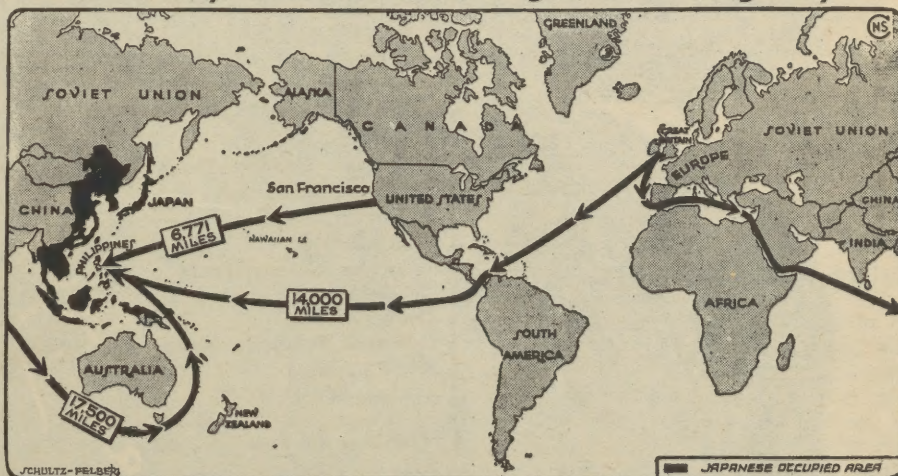 GREENLAND
NS
SOVIET UNION
ALASKA
CANADA
GREAT
BRITAIN
SOVIET UNION
EUROPE
San Francisco
UNITED STATES
CHINA
JAPAN
CHINA
6,771
MILES
HAWAIIAN IS
PHILIPPINES
INDIA
14,000
MILES
AFRICA
SOUTH
AMERICA
AUSTRALIA
17,500
MILES
NEW
ZEALAND
SCHULTZ-FELBERG
JAPANESE OCCUPIED AREA